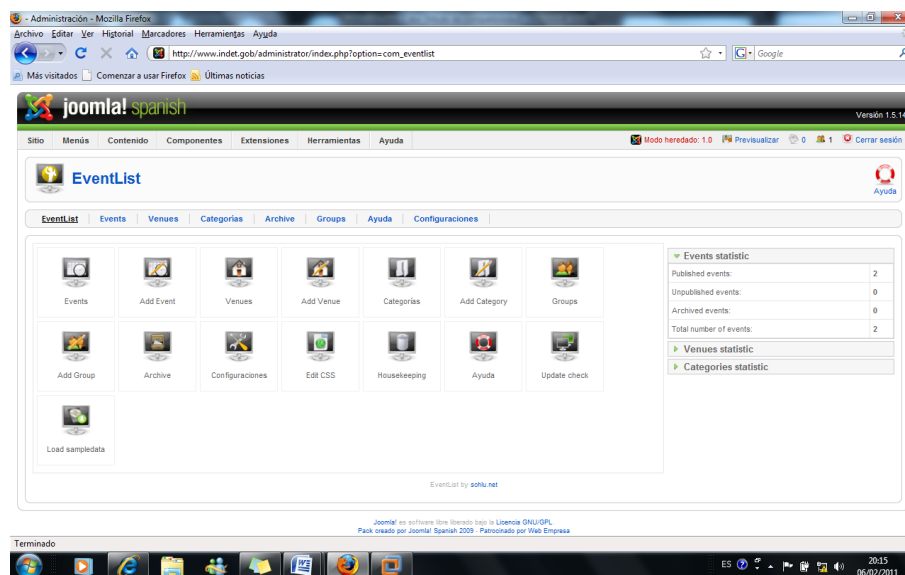 - Administración - Mozilla Firefox
Archivo Editar Ver Historial Marcadores Herramientas Ayuda
http://www.indet.gob/administrator/index.php?option=com_eventlist
G Google
Más visitados Comenzar a usar Firefox Últimas noticias
joomla! spanish
Versión 1.5.14
Sitio Menús Contenido Componentes Extensiones Herramientas Ayuda Modo heredado: 1.0 Previsualizar 0 1 Cerrar sesión
EventList
Ayuda
EventList Events Venues Categorías Archive Groups Ayuda Configuraciones
Events Add Event Venues Add Venue Categorías Add Category Groups
Add Group Archive Configuraciones Edit CSS Housekeeping Ayuda Update check
Load sampledata
Events statistic
Published events: 2
Unpublished events: 0
Archived events: 0
Total number of events: 2
Venues statistic
Categories statistic
EventList by sohlu.net
Joomla! es software libre liberado bajo la Licencia GNU/GPL.
Pack creado por Joomla! Spanish 2009 - Patrocinado por Web Empresa
Terminado
ES 20:15
06/02/2011